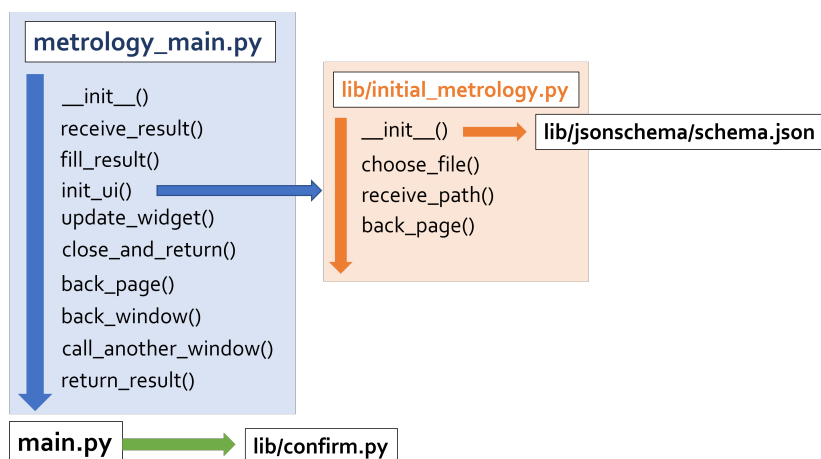 metrology_main.py
__init__()
receive_result()
fill_result()
init_ui()
update_widget()
close_and_return()
back_page()
back_window()
call_another_window()
return_result()
lib/initial_metrology.py
__init__()
choose_file()
receive_path()
back_page()
lib/jsonschema/schema.json
main.py
lib/confirm.py